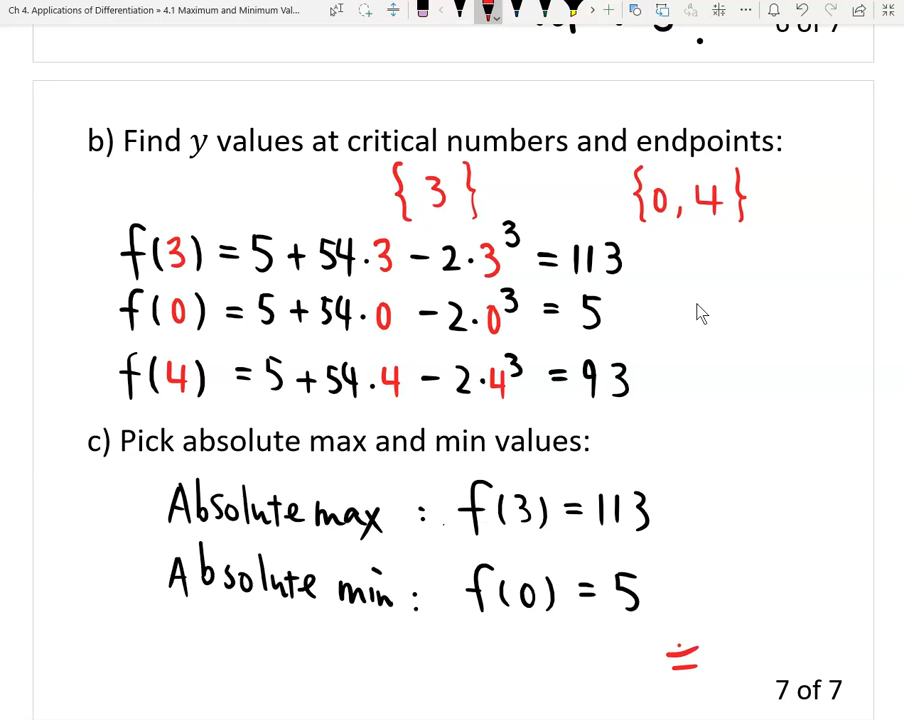 Ch 4. Applications of Differentiation » 4.1 Maximum and Minimum Val...
6 of 7
b) Find y values at critical numbers and endpoints:
{3} {0, 4}
f(3) = 5 + 54·3 − 2·3³ = 113
f(0) = 5 + 54·0 − 2·0³ = 5
f(4) = 5 + 54·4 − 2·4³ = 93
c) Pick absolute max and min values:
Absolute max : f(3) = 113
Absolute min : f(0) = 5
7 of 7